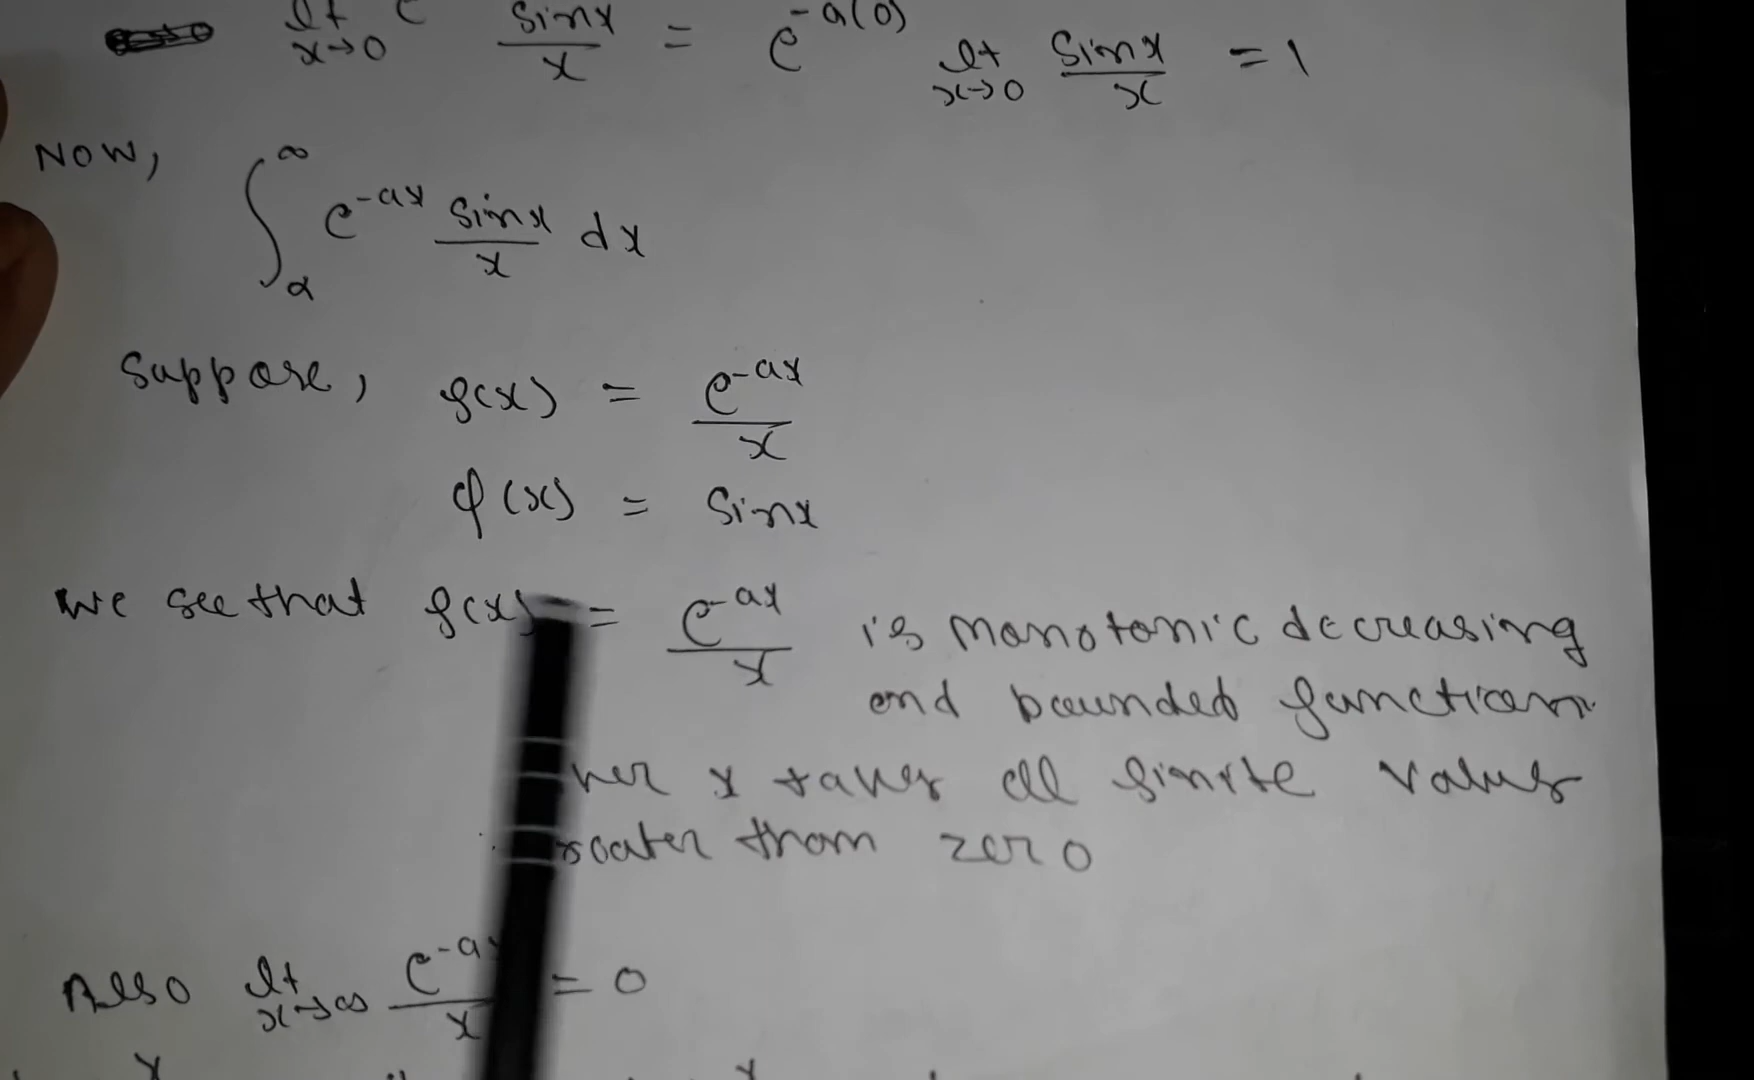 lt x→0 e sinx/x = e^-a(0) lt x→0 sinx/x = 1
Now,
∫_α^∞ e^-ax sinx/x dx
Suppose, f(x) = e^-ax/x
φ(x) = sinx
We see that f(x) = e^-ax/x is monotonic decreasing
and bounded function
x takes all finite values
than zero
Also lt x→∞ e^-ax/x = 0